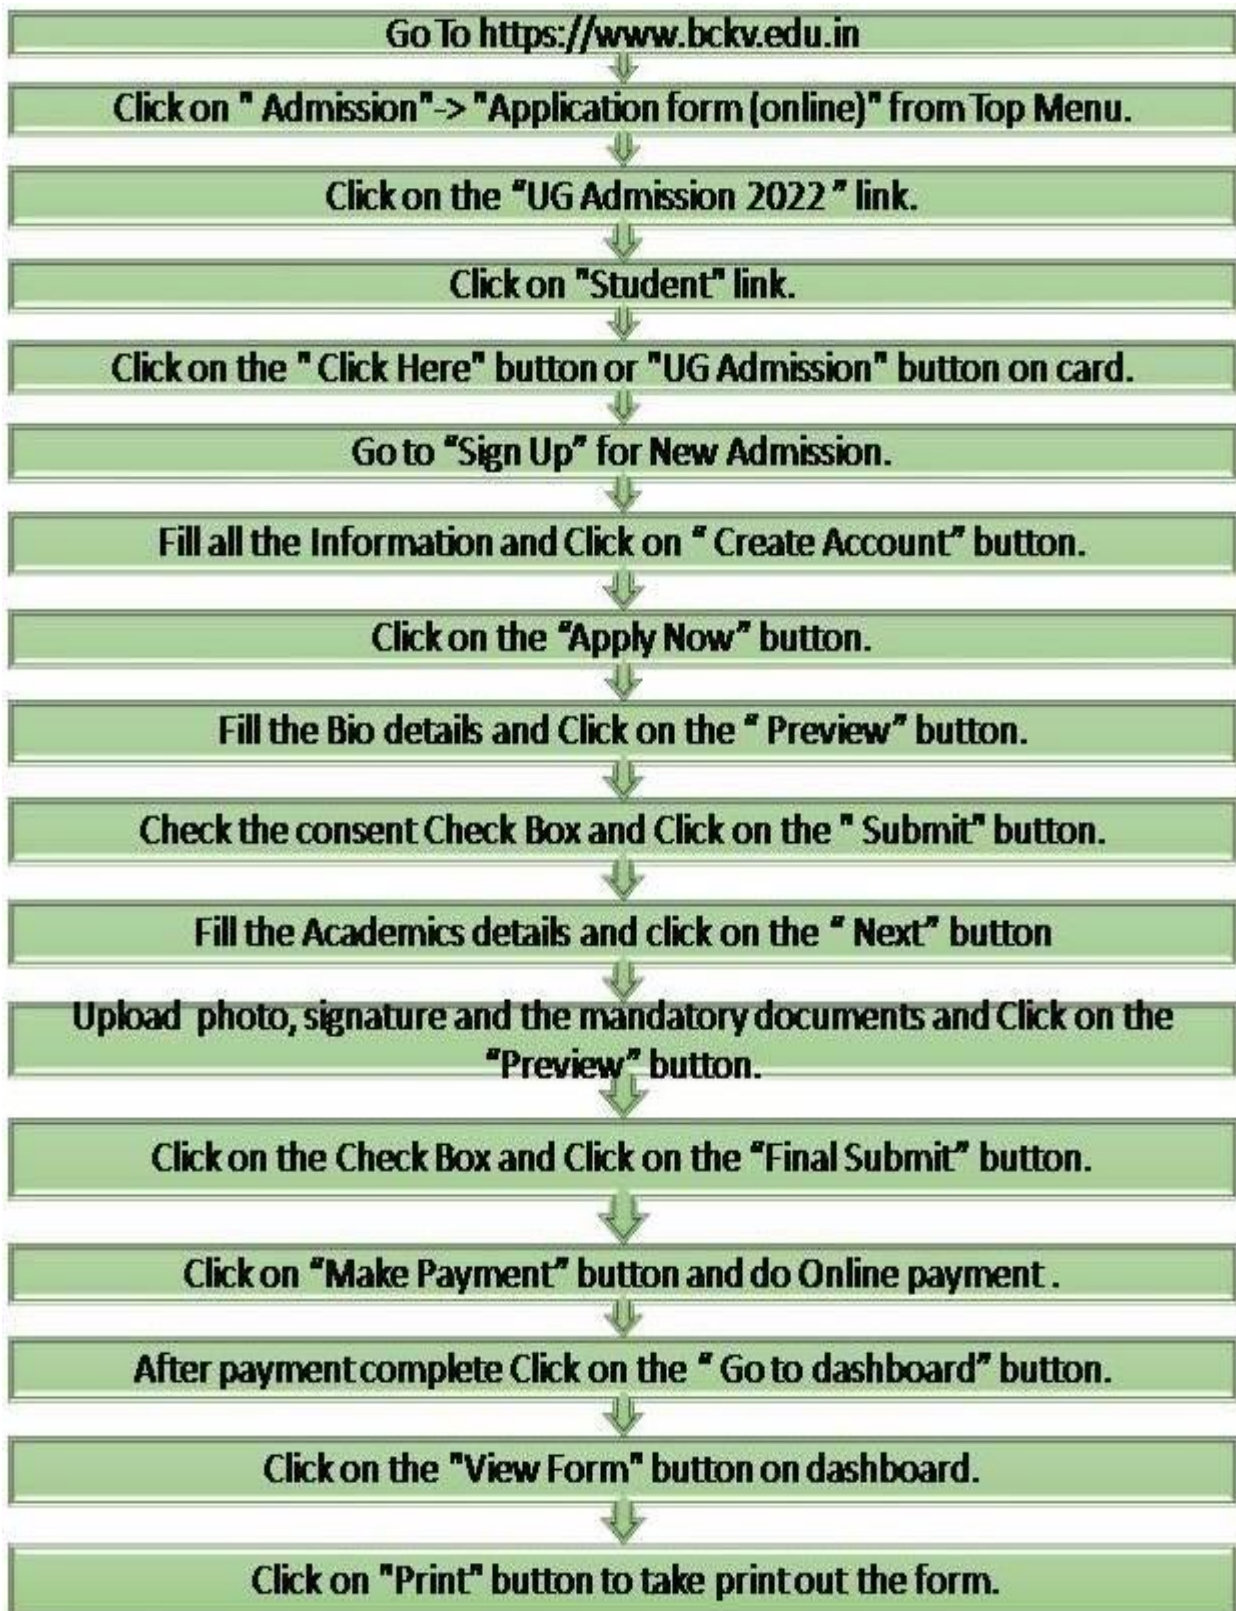 Go To https://www.bckv.edu.in
Click on " Admission"-> "Application form (online)" from Top Menu.
Click on the “UG Admission 2022 ” link.
Click on "Student" link.
Click on the " Click Here" button or "UG Admission" button on card.
Go to “Sign Up” for New Admission.
Fill all the Information and Click on “ Create Account” button.
Click on the “Apply Now” button.
Fill the Bio details and Click on the “ Preview” button.
Check the consent Check Box and Click on the " Submit" button.
Fill the Academics details and click on the “ Next” button
Upload photo, signature and the mandatory documents and Click on the
“Preview” button.
Click on the Check Box and Click on the “Final Submit” button.
Click on “Make Payment” button and do Online payment .
After payment complete Click on the “ Go to dashboard” button.
Click on the "View Form" button on dashboard.
Click on "Print" button to take print out the form.